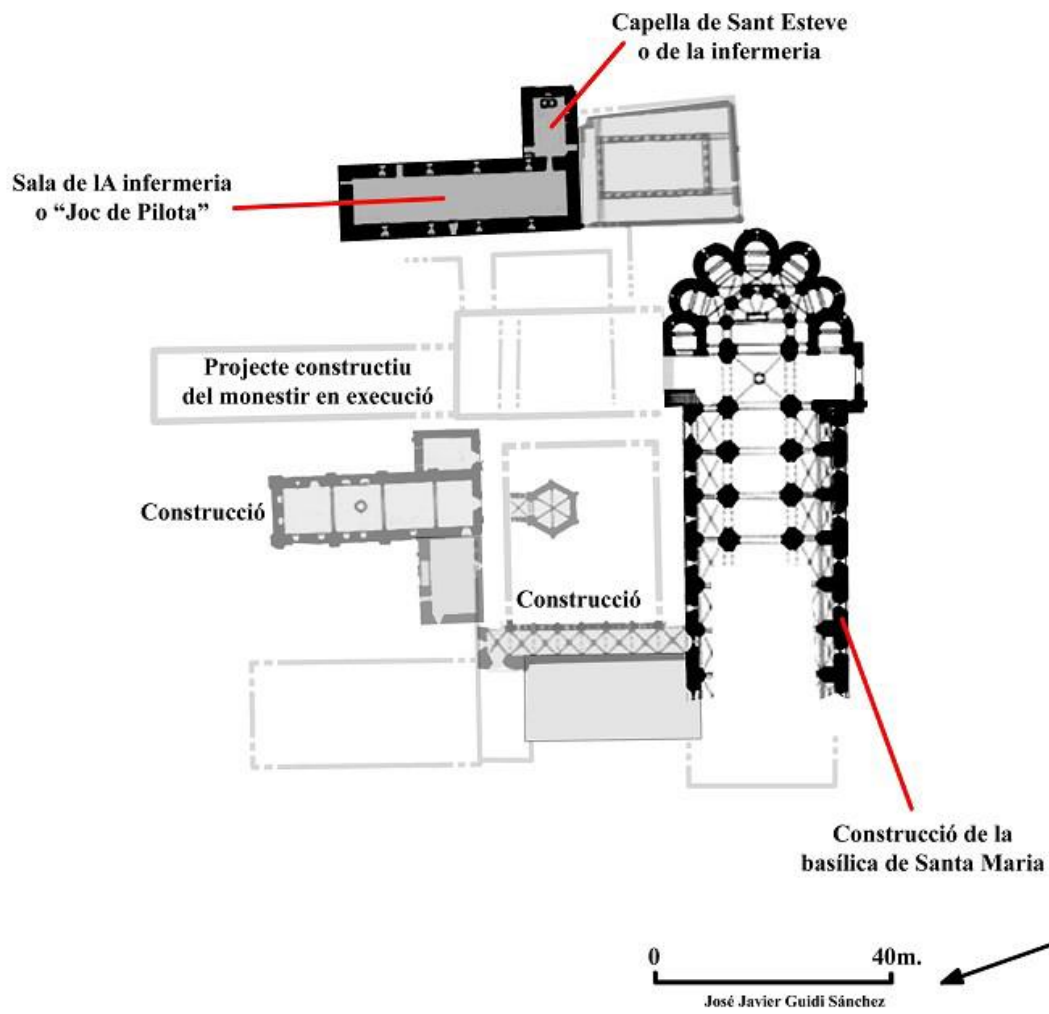 Capella de Sant Esteve
o de la infermeria
Sala de lA infermeria
o “Joc de Pilota”
Projecte constructiu
del monestir en execució
Construcció
Construcció
Construcció de la
basílica de Santa Maria
0 40m.
José Javier Guidi Sánchez